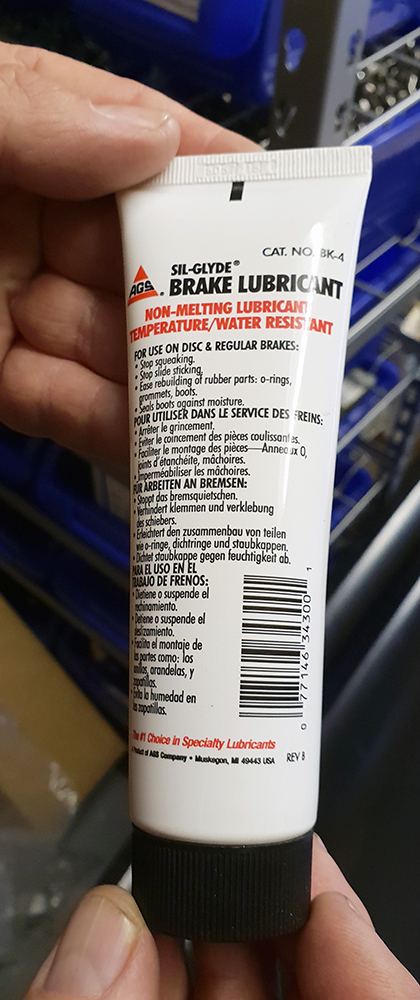 CAT. NO. BK-4
SIL-GLYDE®
AGS. BRAKE LUBRICANT
NON-MELTING LUBRICANT
TEMPERATURE/WATER RESISTANT
FOR USE ON DISC & REGULAR BRAKES:
• Stop squeaking.
• Stop slide sticking.
• Ease rebuilding of rubber parts: o-rings,
grommets, boots.
• Seals boots against moisture.
POUR UTILISER DANS LE SERVICE DES FREINS:
• Arrêter le grincement.
• Eviter le coincement des pièces coulissantes.
• Faciliter le montage des pièces—Anneaux O,
joints d'étanchéité, mâchoires.
• Imperméabiliser les mâchoires.
FÜR ARBEITEN AN BREMSEN:
• Stoppt das bremsquietschen.
• Verhindert klemmen und verklebung
des schiebers.
• Erleichtert den zusammenbau von teilen
wie o-ringe, dichtringe und staubkappen.
• Dichtet staubkappe gegen feuchtigkeit ab.
PARA EL USO EN EL
TRABAJO DE FRENOS:
• Detiene o suspende el
rechinamiento.
• Detiene o suspende el
deslizamiento.
• Facilita el montaje de
las partes como: los
anillos, arandelas, y
zapatillas.
• Evita la humedad en
las zapatillas.
0 77146 34300 1
The #1 Choice in Specialty Lubricants
A Product of AGS Company • Muskegon, MI 49443 USA REV B